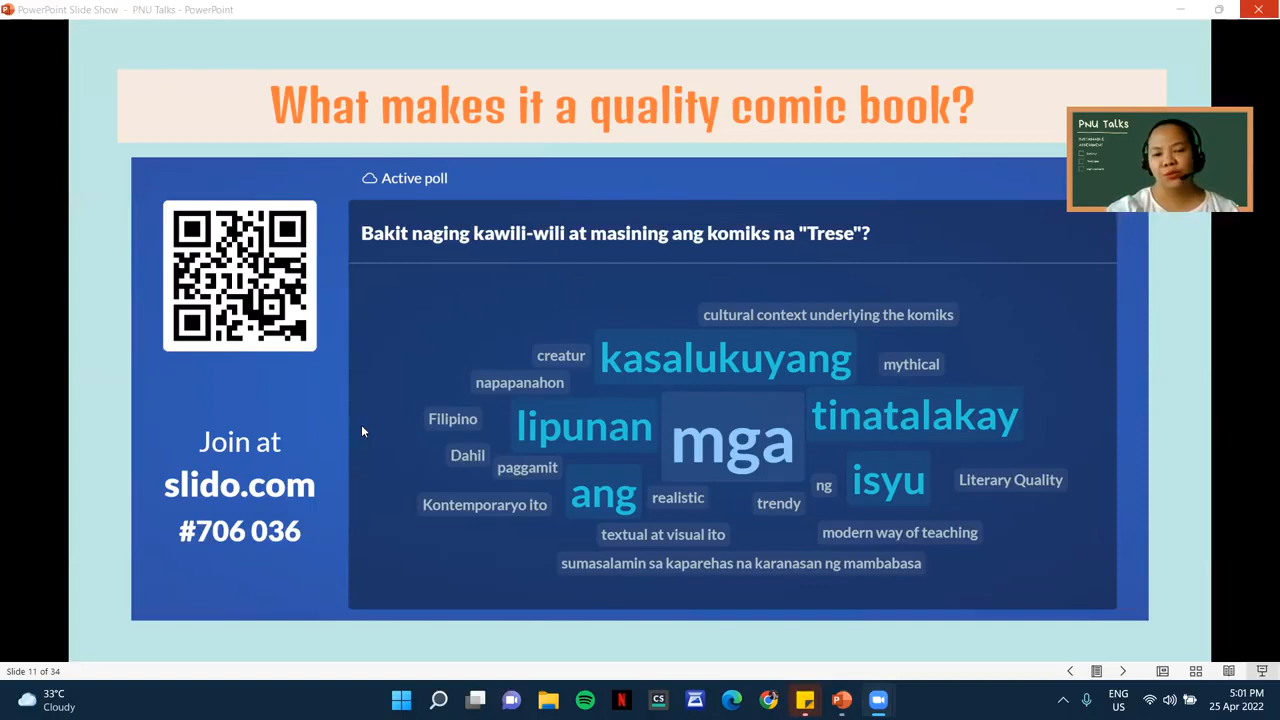 PowerPoint Slide Show - PNU Talks - PowerPoint
What makes it a quality comic book?
PNU Talks
Active poll
Bakit naging kawili-wili at masining ang komiks na "Trese"?
Join at
slido.com
#706 036
cultural context underlying the komiks
creatur
kasalukuyang
mythical
napapanahon
Filipino
lipunan
mga
tinatalakay
Dahil
paggamit
ang
realistic
ng
isyu
Literary Quality
Kontemporaryo ito
trendy
textual at visual ito
modern way of teaching
sumasalamin sa kaparehas na karanasan ng mambabasa
Slide 11 of 34
33°C
Cloudy
CS
ENG
US
5:01 PM
25 Apr 2022